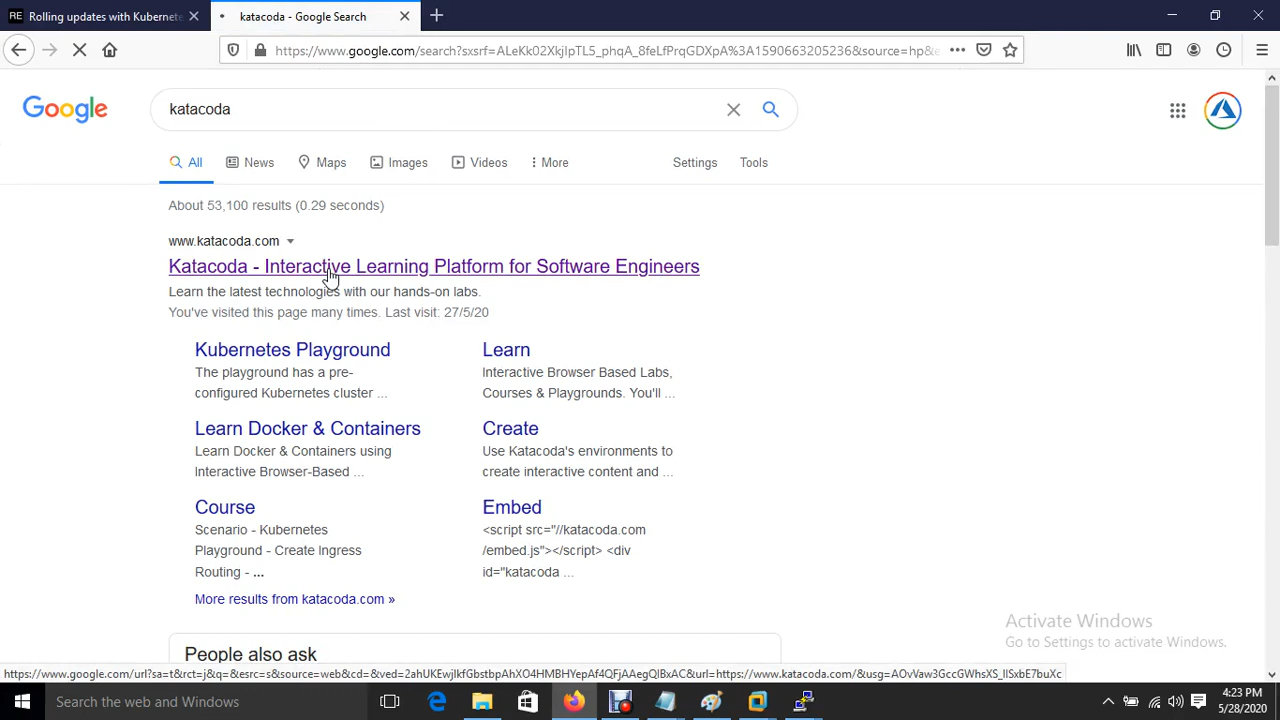 RE Rolling updates with Kubernete
katacoda - Google Search
https://www.google.com/search?sxsrf=ALeKk02XkjIpTL5_phqA_8feLfPrqGDXpA%3A1590663205236&source=hp&e
Google
katacoda
All
News
Maps
Images
Videos
More
Settings
Tools
About 53,100 results (0.29 seconds)
www.katacoda.com
Katacoda - Interactive Learning Platform for Software Engineers
Learn the latest technologies with our hands-on labs.
You've visited this page many times. Last visit: 27/5/20
Kubernetes Playground
The playground has a pre-
configured Kubernetes cluster ...
Learn
Interactive Browser Based Labs,
Courses & Playgrounds. You'll ...
Learn Docker & Containers
Learn Docker & Containers using
Interactive Browser-Based ...
Create
Use Katacoda's environments to
create interactive content and ...
Course
Scenario - Kubernetes
Playground - Create Ingress
Routing - ...
Embed
<script src="//katacoda.com
/embed.js"></script> <div
id="katacoda ...
More results from katacoda.com »
People also ask
Activate Windows
Go to Settings to activate Windows.
https://www.google.com/url?sa=t&rct=j&q=&esrc=s&source=web&cd=&ved=2ahUKEwjIkfGstbpAhXO4HMBHYepAf4QFjAAegQIBxAC&url=https://www.katacoda.com/&usg=AOvVaw3GccGWhsXS_IISxbE7buXc
Search the web and Windows
4:23 PM
5/28/2020